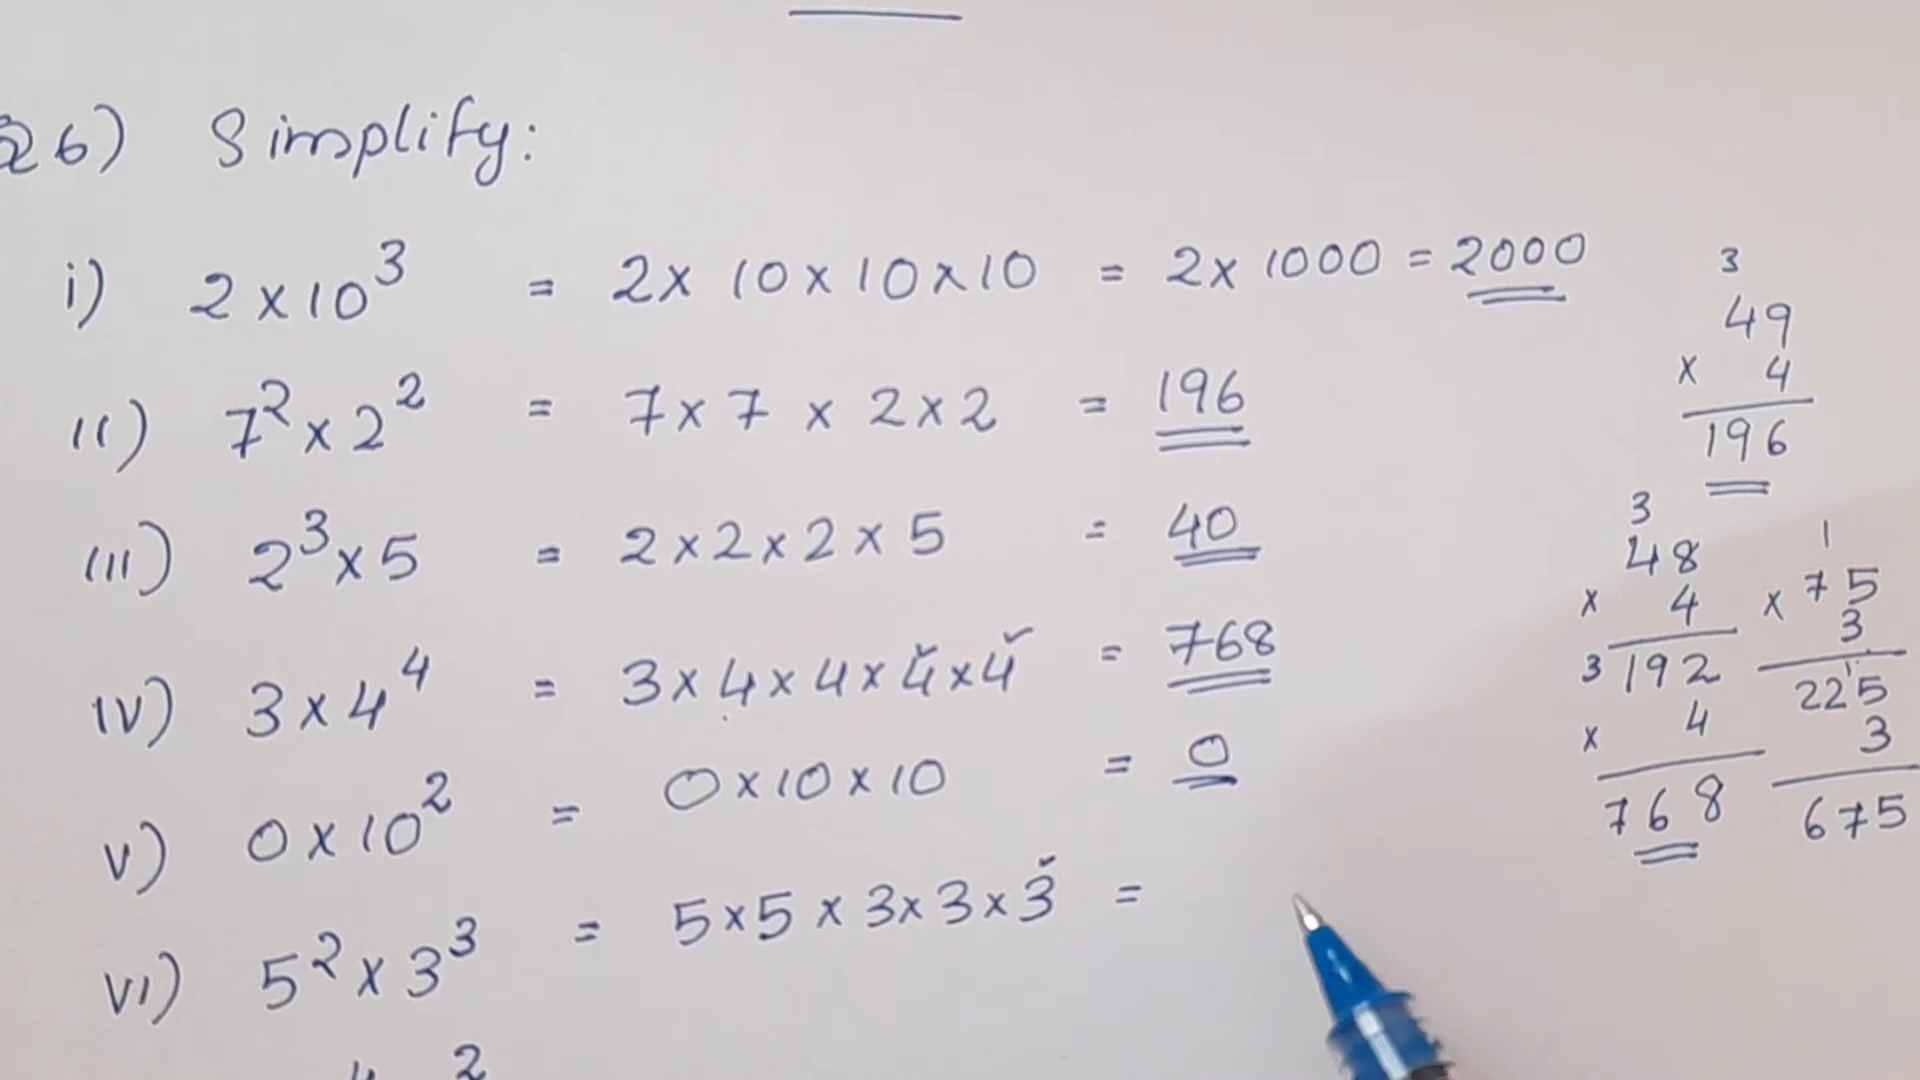 26) Simplify:
i) 2 × 10³ = 2 × 10 × 10 × 10 = 2 × 1000 = 2000
ii) 7² × 2² = 7 × 7 × 2 × 2 = 196
iii) 2³ × 5 = 2 × 2 × 2 × 5 = 40
iv) 3 × 4⁴ = 3 × 4 × 4 × 4 × 4 = 768
v) 0 × 10² = 0 × 10 × 10 = 0
vi) 5² × 3³ = 5 × 5 × 3 × 3 × 3 =
3
49
× 4
196
3
48
× 4
3 192
× 4
768
1
75
× 3
1
225
3
675